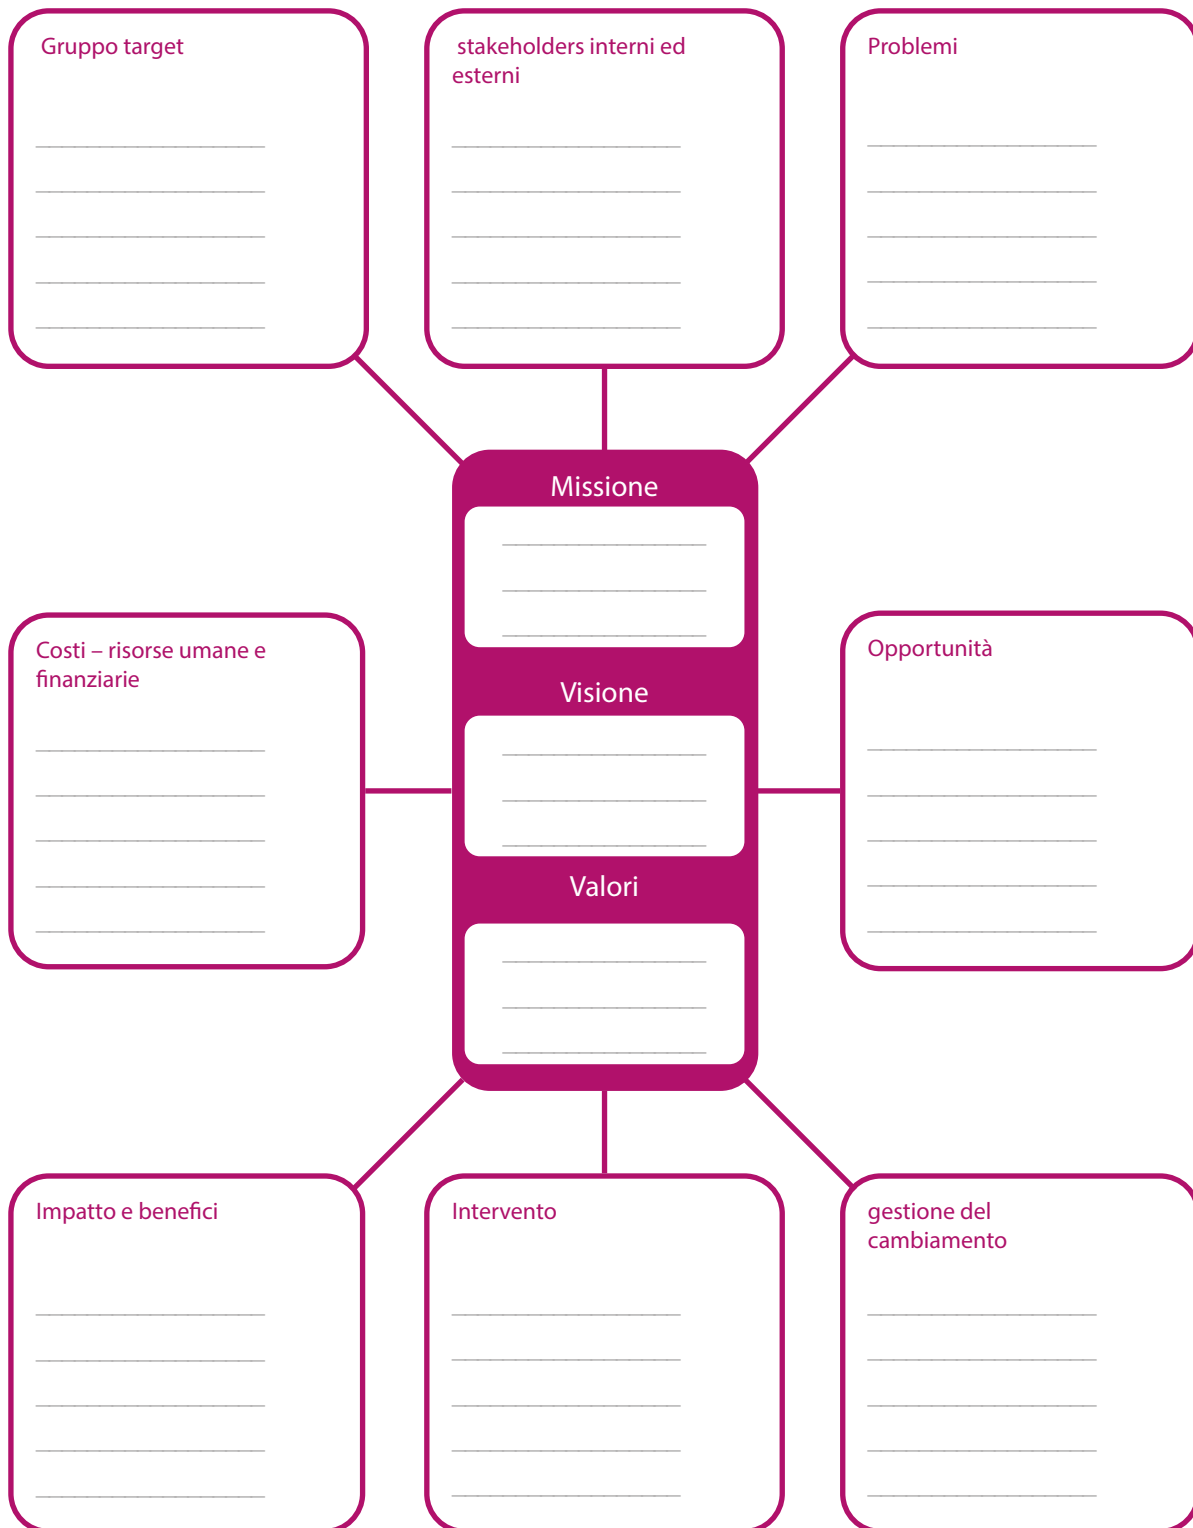 Gruppo target
stakeholders interni ed
esterni
Problemi
Missione
Costi – risorse umane e
finanziarie
Visione
Opportunità
Valori
Impatto e benefici
Intervento
gestione del
cambiamento